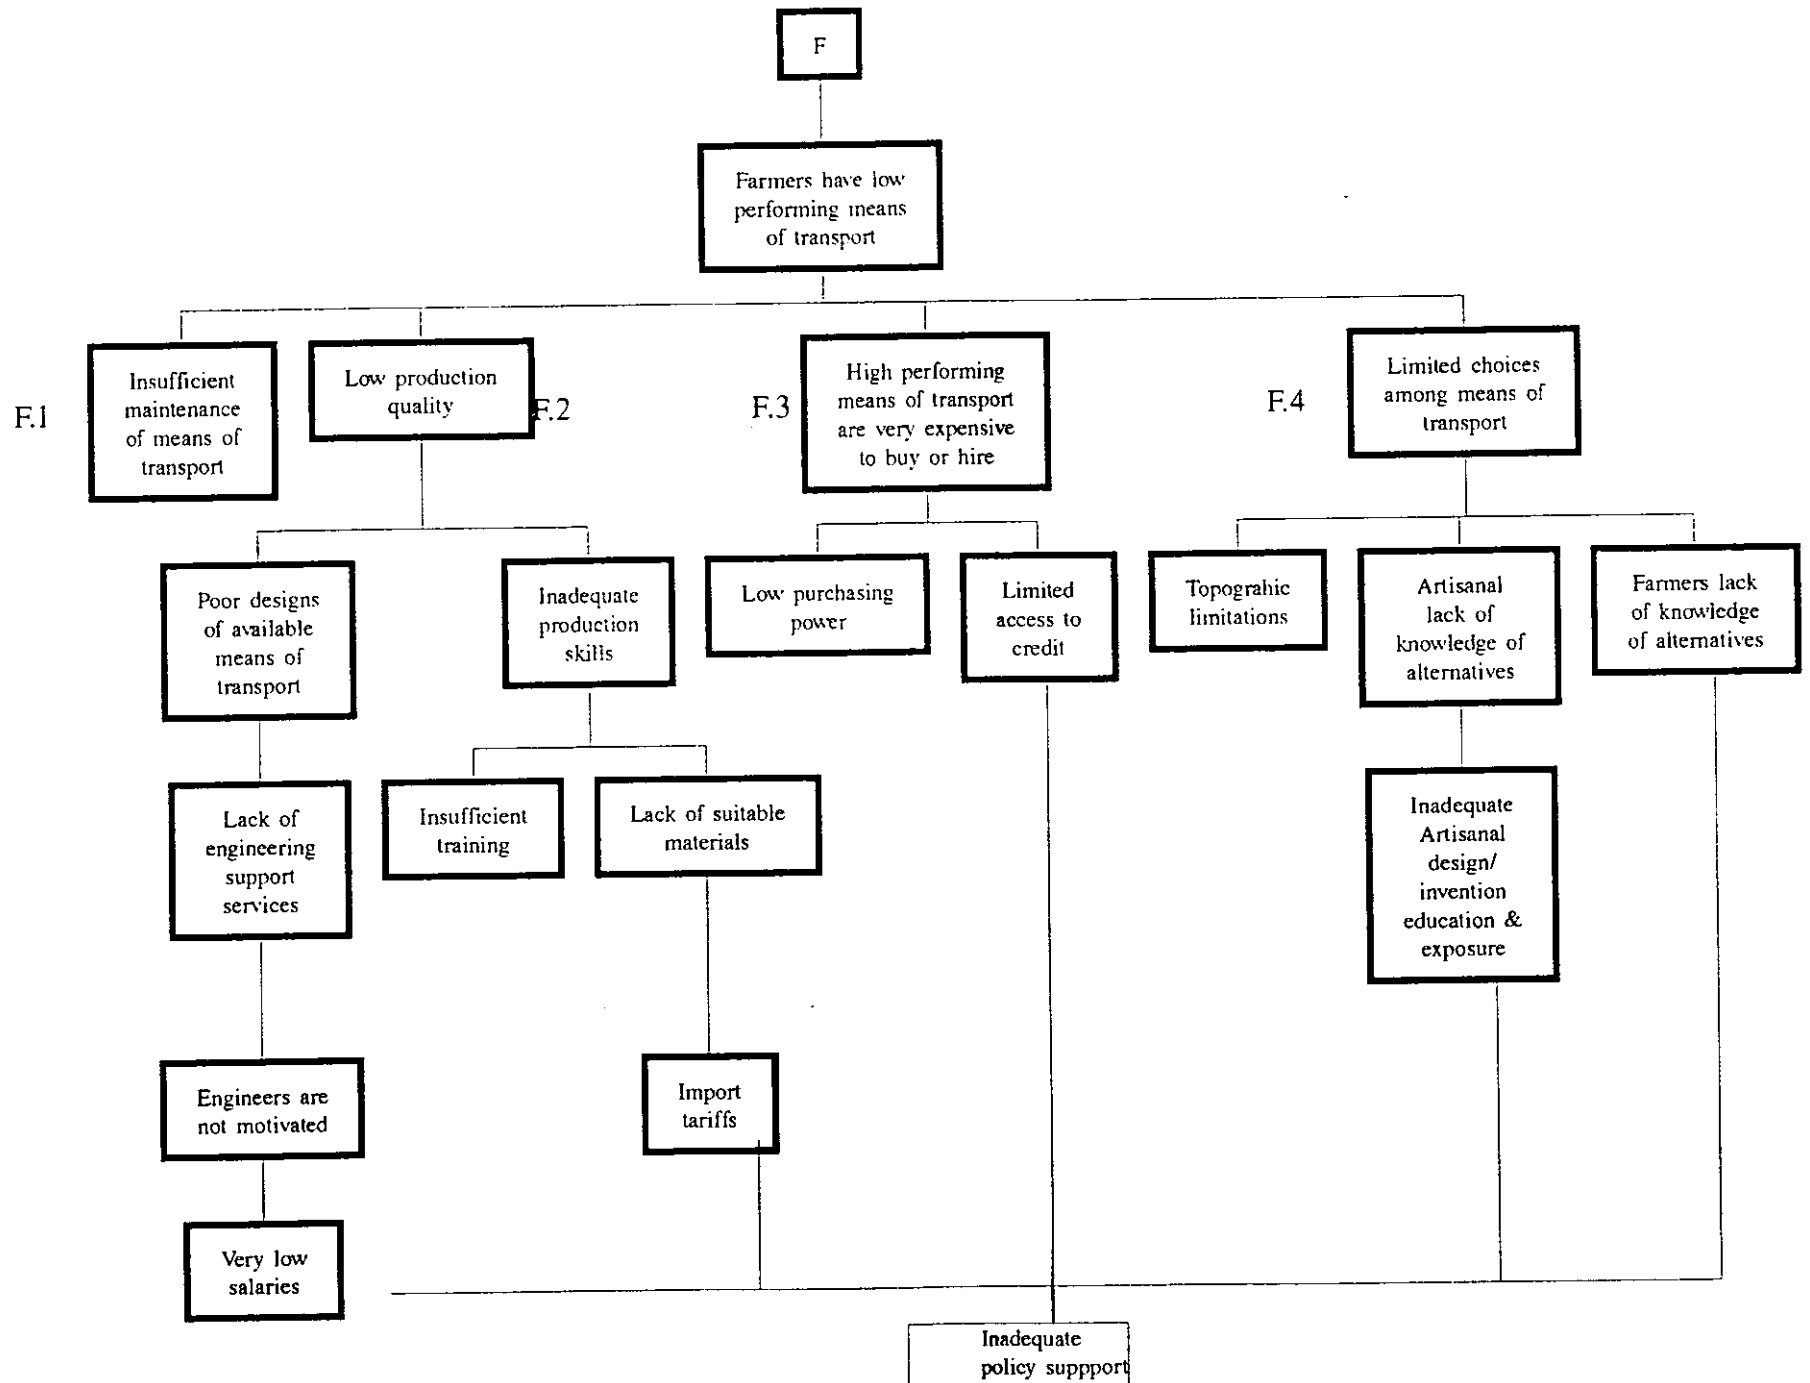 F
Farmers have low
performing means
of transport
F.1
Insufficient
maintenance
of means of
transport
Low production
quality
F.2
F.3
High performing
means of transport
are very expensive
to buy or hire
F.4
Limited choices
among means of
transport
Poor designs
of available
means of
transport
Inadequate
production
skills
Low purchasing
power
Limited
access to
credit
Topograhic
limitations
Artisanal
lack of
knowledge of
alternatives
Farmers lack
of knowledge
of alternatives
Lack of
engineering
support
services
Insufficient
training
Lack of suitable
materials
Inadequate
Artisanal
design/
invention
education &
exposure
Engineers are
not motivated
Import
tariffs
Very low
salaries
Inadequate
policy suppport